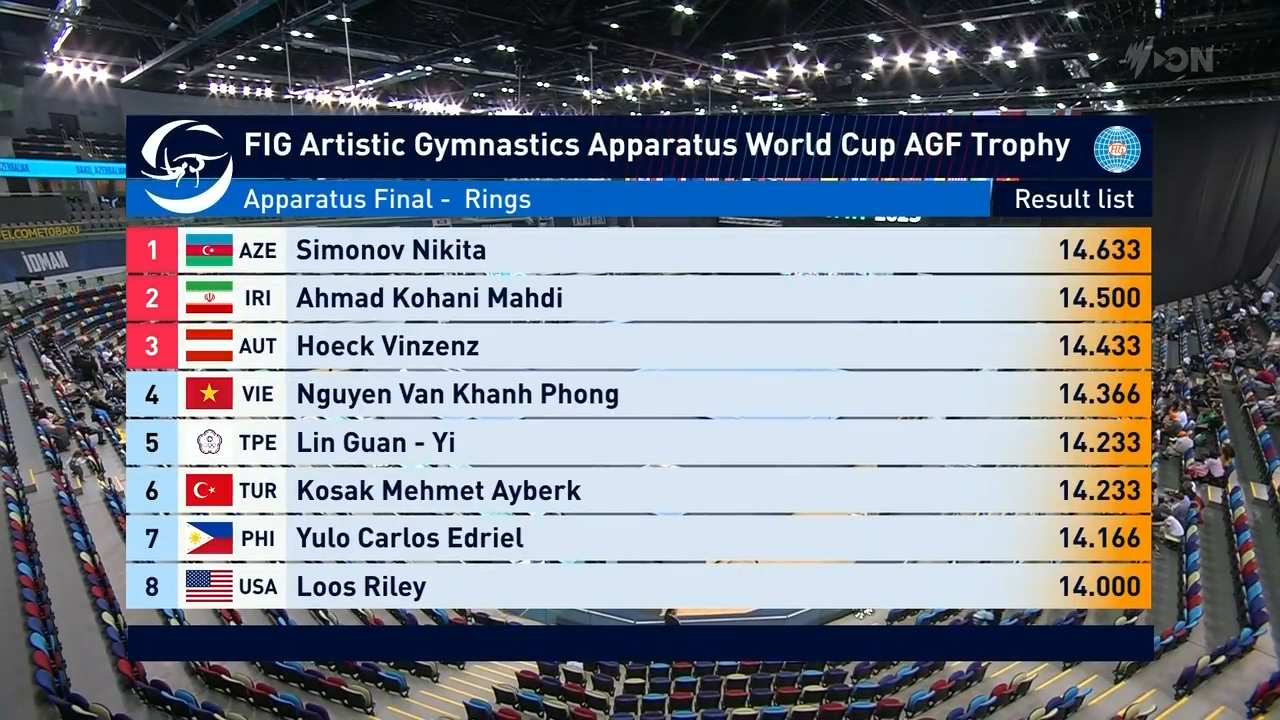 ON
FIG Artistic Gymnastics Apparatus World Cup AGF Trophy
FIG
Apparatus Final - Rings
Result list
1 AZE Simonov Nikita 14.633
2 IRI Ahmad Kohani Mahdi 14.500
3 AUT Hoeck Vinzenz 14.433
4 VIE Nguyen Van Khanh Phong 14.366
5 TPE Lin Guan - Yi 14.233
6 TUR Kosak Mehmet Ayberk 14.233
7 PHI Yulo Carlos Edriel 14.166
8 USA Loos Riley 14.000
ELCOMETOBAKU
İDMAN